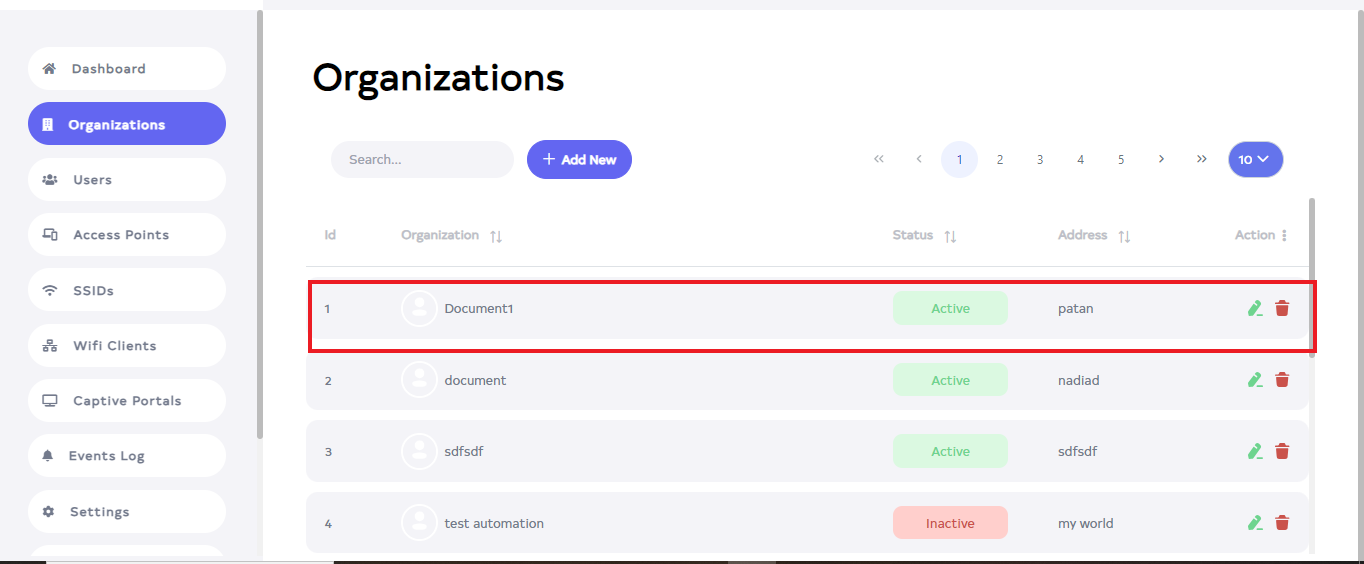 Dashboard
Organizations
Users
Access Points
SSIDs
Wifi Clients
Captive Portals
Events Log
Settings
Organizations
Search... + Add New « ‹ 1 2 3 4 5 › » 10
Id Organization Status Address Action
1 Document1 Active patan
2 document Active nadiad
3 sdfsdf Active sdfsdf
4 test automation Inactive my world